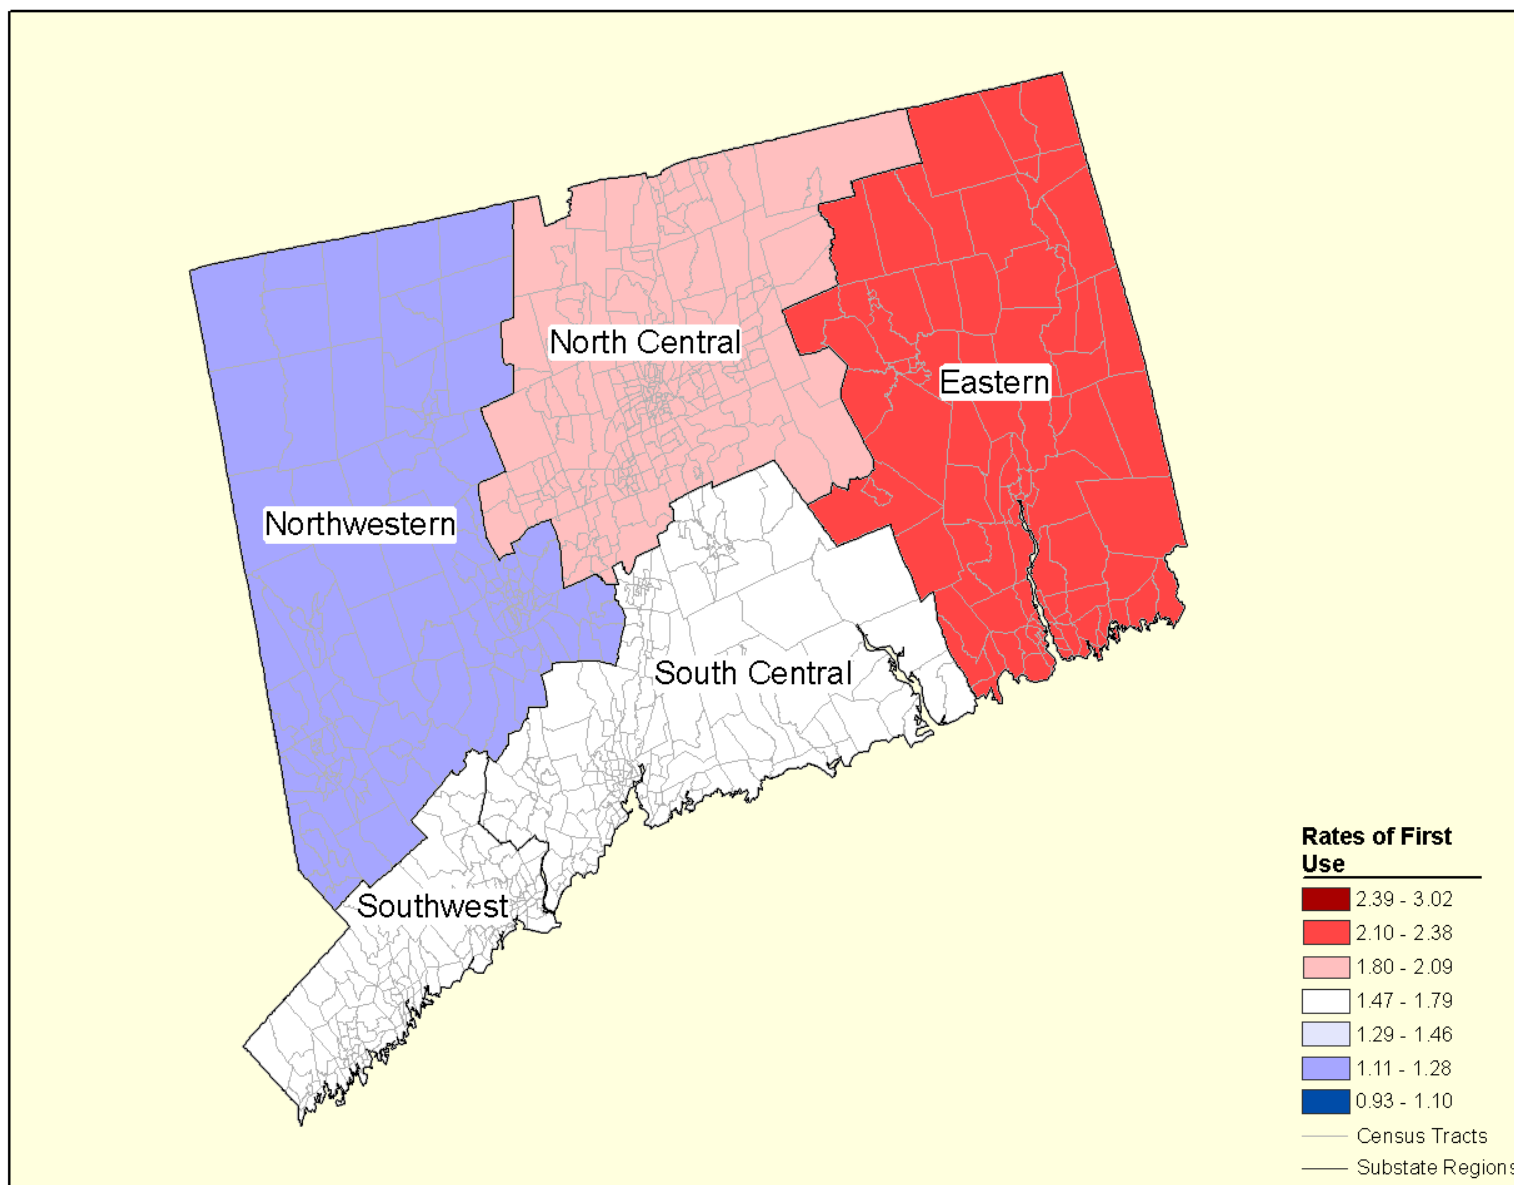 North Central
Eastern
Northwestern
South Central
Southwest
Rates of First
Use
2.39 - 3.02
2.10 - 2.38
1.80 - 2.09
1.47 - 1.79
1.29 - 1.46
1.11 - 1.28
0.93 - 1.10
Census Tracts
Substate Regions